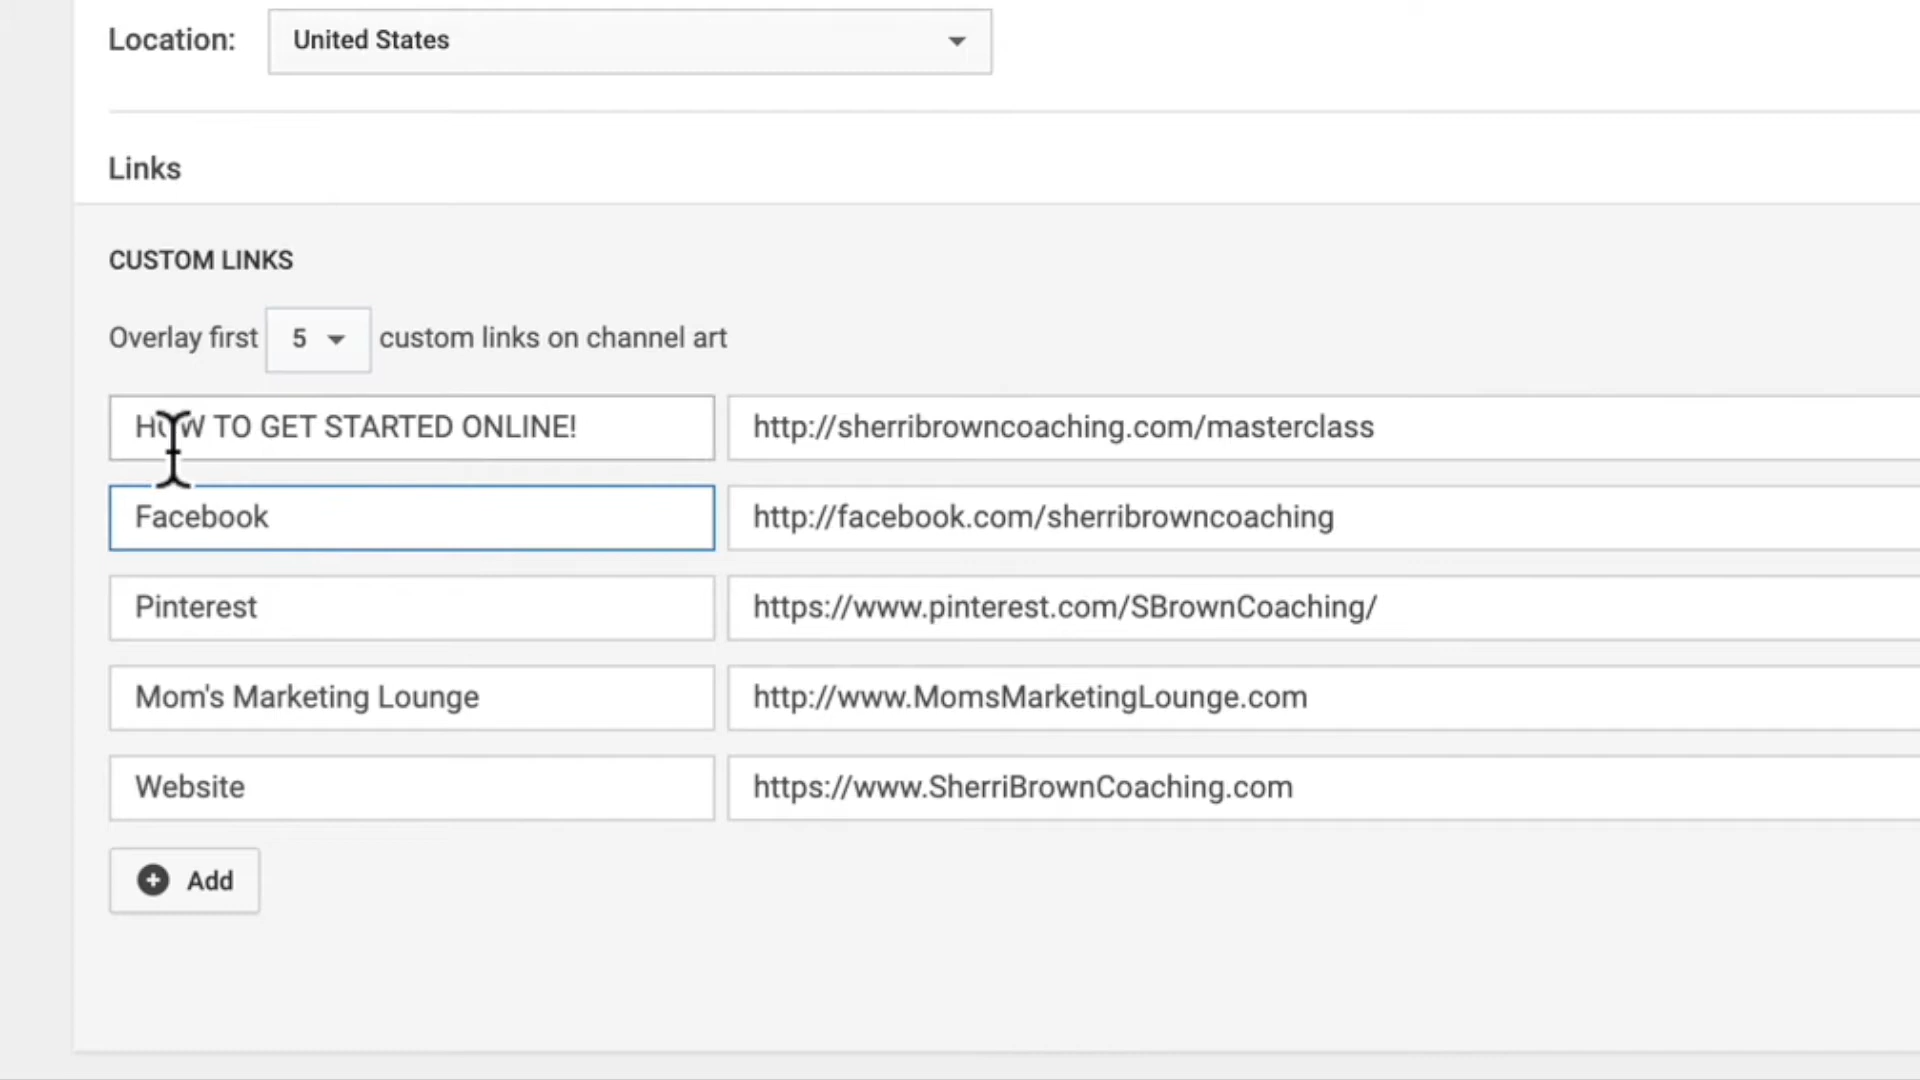 Location: United States
Links
CUSTOM LINKS
Overlay first 5 custom links on channel art
HOW TO GET STARTED ONLINE! http://sherribrowncoaching.com/masterclass
Facebook http://facebook.com/sherribrowncoaching
Pinterest https://www.pinterest.com/SBrownCoaching/
Mom's Marketing Lounge http://www.MomsMarketingLounge.com
Website https://www.SherriBrownCoaching.com
Add